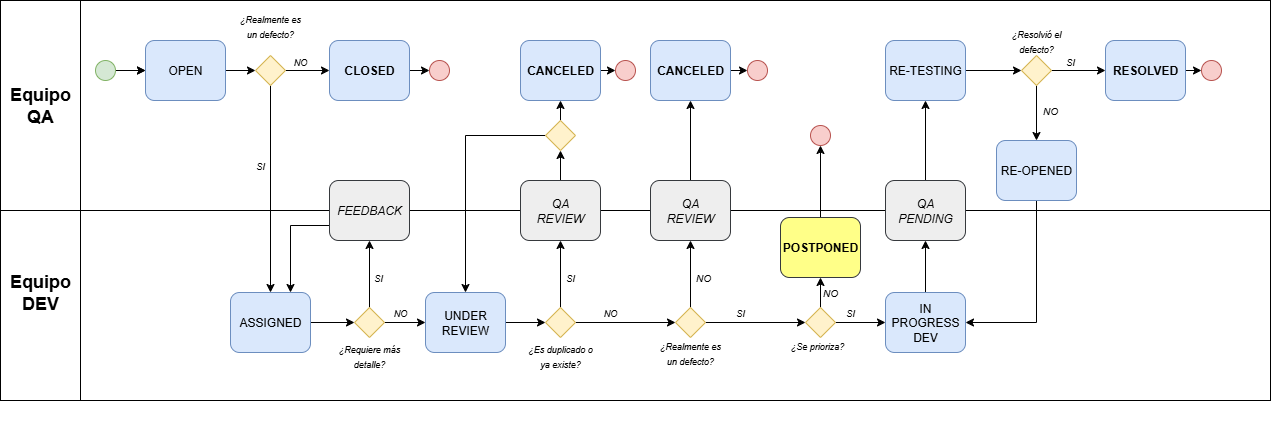 Equipo
QA
¿Realmente es
un defecto?
OPEN
NO
CLOSED
SI
CANCELED
CANCELED
RE-TESTING
¿Resolvió el
defecto?
SI
RESOLVED
NO
RE-OPENED
FEEDBACK
QA
REVIEW
QA
REVIEW
QA
PENDING
POSTPONED
Equipo
DEV
ASSIGNED
SI
NO
¿Requiere más
detalle?
UNDER
REVIEW
SI
NO
¿Es duplicado o
ya existe?
NO
SI
¿Realmente es
un defecto?
NO
SI
¿Se prioriza?
IN
PROGRESS
DEV